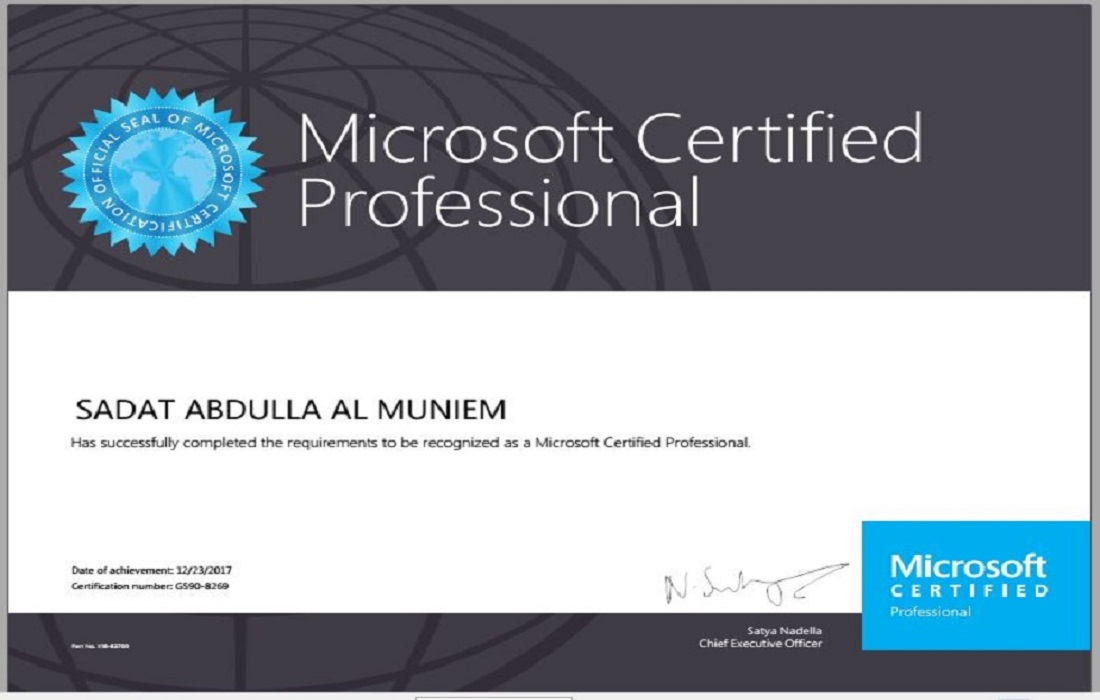 OFFICIAL SEAL OF MICROSOFT CERTIFICATION
Microsoft Certified
Professional
SADAT ABDULLA AL MUNIEM
Has successfully completed the requirements to be recognized as a Microsoft Certified Professional.
Date of achievement: 12/23/2017
Certification number: G590-8269
Satya Nadella
Chief Executive Officer
Microsoft
CERTIFIED
Professional
Part No.